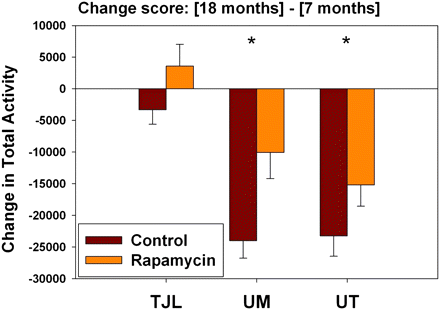 Change score: [18 months] - [7 months]
Change in Total Activity
10000
5000
0
-5000
-10000
-15000
-20000
-25000
-30000
* *
Control
Rapamycin
TJL UM UT